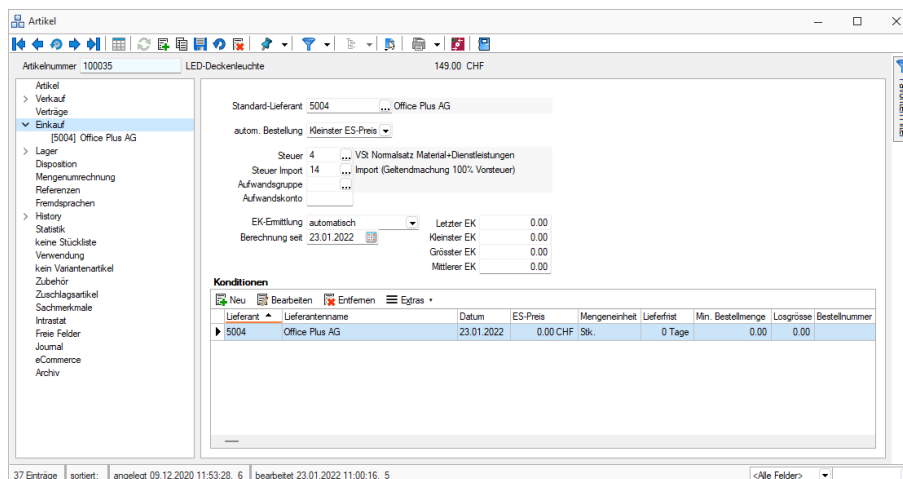 Artikel
Artikelnummer 100035 LED-Deckenleuchte 149.00 CHF
Artikel
Verkauf
Verträge
Einkauf
[5004] Office Plus AG
Lager
Disposition
Mengenumrechnung
Referenzen
Fremdsprachen
History
Statistik
keine Stückliste
Verwendung
kein Variantenartikel
Zubehör
Zuschlagsartikel
Sachmerkmale
Intrastat
Freie Felder
Journal
eCommerce
Archiv
Standard-Lieferant 5004 ... Office Plus AG
autom. Bestellung Kleinster ES-Preis
Steuer 4 ... VSt Normalsatz Material+Dienstleistungen
Steuer Import 14 ... Import (Geltendmachung 100% Vorsteuer)
Aufwandsgruppe ...
Aufwandskonto
EK-Ermittlung automatisch Letzter EK 0.00
Berechnung seit 23.01.2022 Kleinster EK 0.00
Grösster EK 0.00
Mittlerer EK 0.00
Konditionen
Neu Bearbeiten Entfernen Extras
Lieferant Lieferantenname Datum ES-Preis Mengeneinheit Lieferfrist Min. Bestellmenge Losgrösse Bestellnummer
5004 Office Plus AG 23.01.2022 0.00 CHF Stk. 0 Tage 0.00 0.00
37 Einträge sortiert: angelegt 09.12.2020 11:53:28, 6 bearbeitet 23.01.2022 11:00:16, 5 <Alle Felder>